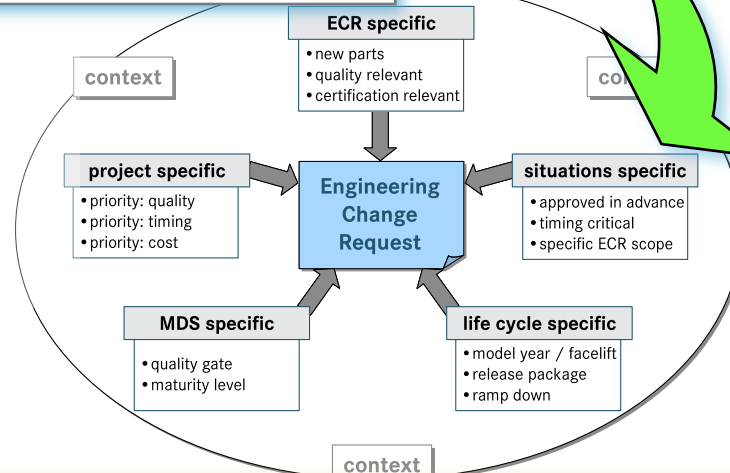 ECR specific
• new parts
• quality relevant
• certification relevant
context
project specific
• priority: quality
• priority: timing
• priority: cost
Engineering
Change
Request
situations specific
• approved in advance
• timing critical
• specific ECR scope
MDS specific
• quality gate
• maturity level
life cycle specific
• model year / facelift
• release package
• ramp down
context